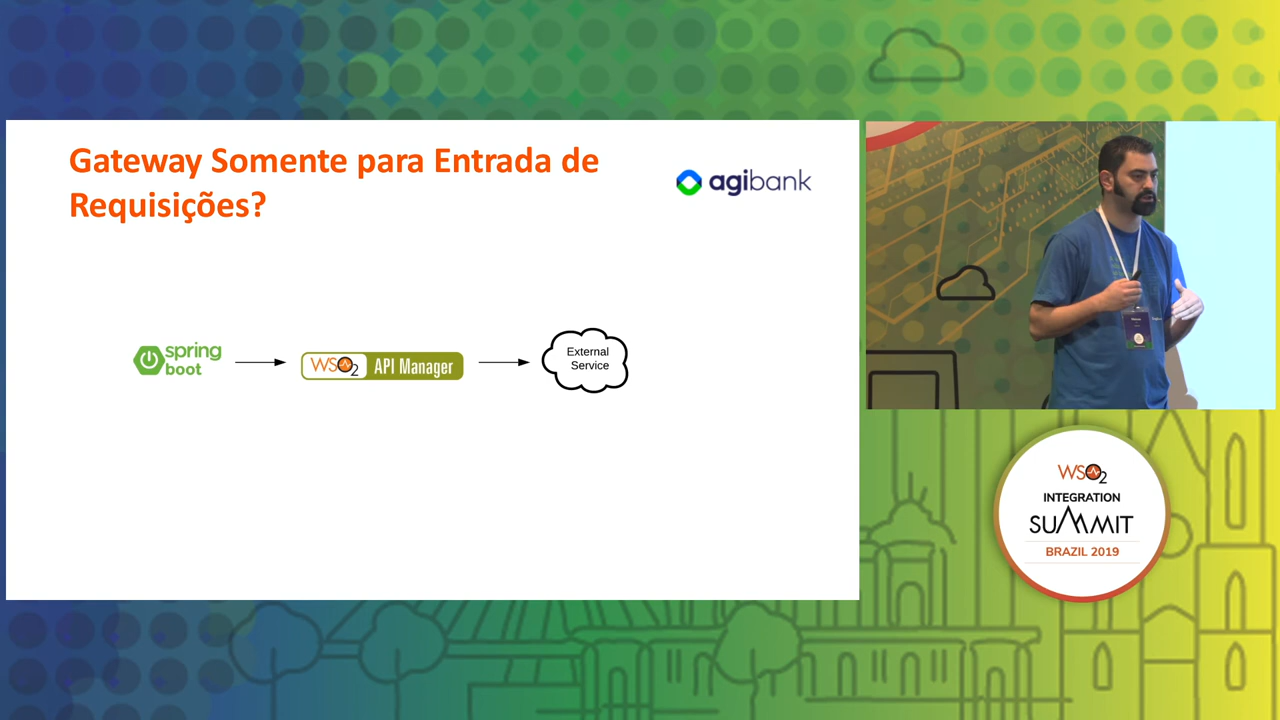 Gateway Somente para Entrada de
Requisições?
agibank
spring
boot
WSO2 API Manager
External
Service
WSO2
INTEGRATION
SUMMIT
BRAZIL 2019